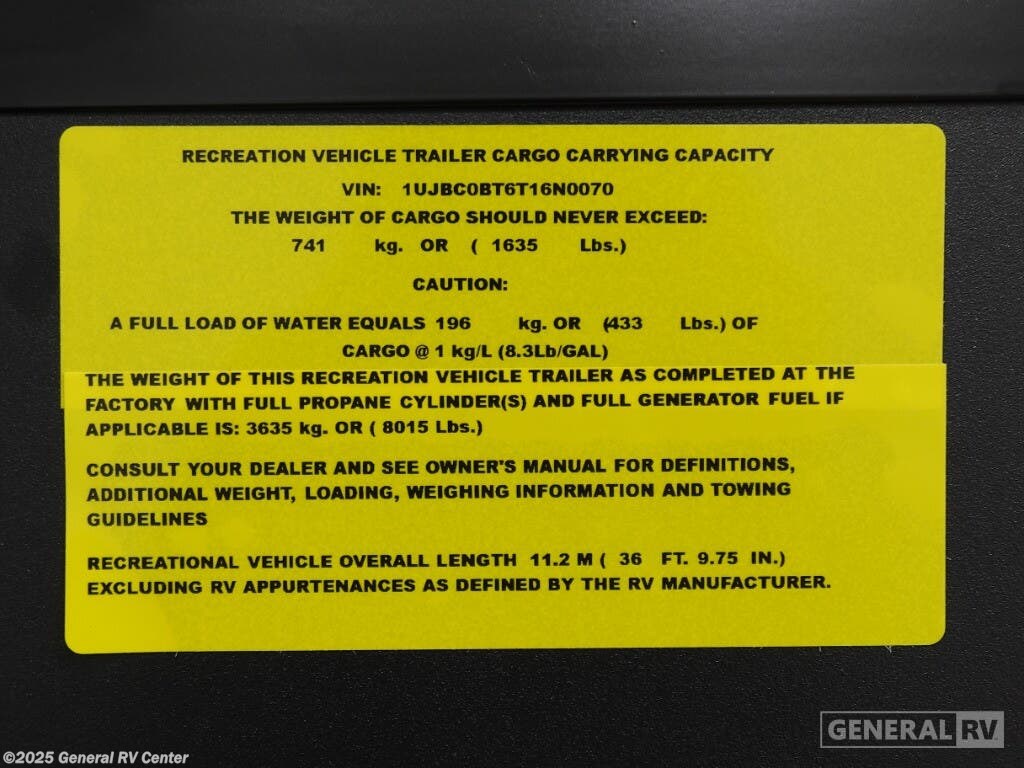 RECREATION VEHICLE TRAILER CARGO CARRYING CAPACITY
VIN: 1UJBC0BT6T16N0070
THE WEIGHT OF CARGO SHOULD NEVER EXCEED:
741 kg. OR ( 1635 Lbs.)
CAUTION:
A FULL LOAD OF WATER EQUALS 196 kg. OR (433 Lbs.) OF
CARGO @ 1 kg/L (8.3Lb/GAL)
THE WEIGHT OF THIS RECREATION VEHICLE TRAILER AS COMPLETED AT THE
FACTORY WITH FULL PROPANE CYLINDER(S) AND FULL GENERATOR FUEL IF
APPLICABLE IS: 3635 kg. OR ( 8015 Lbs.)
CONSULT YOUR DEALER AND SEE OWNER'S MANUAL FOR DEFINITIONS,
ADDITIONAL WEIGHT, LOADING, WEIGHING INFORMATION AND TOWING
GUIDELINES
RECREATIONAL VEHICLE OVERALL LENGTH 11.2 M ( 36 FT. 9.75 IN.)
EXCLUDING RV APPURTENANCES AS DEFINED BY THE RV MANUFACTURER.
GENERAL RV
©2025 General RV Center